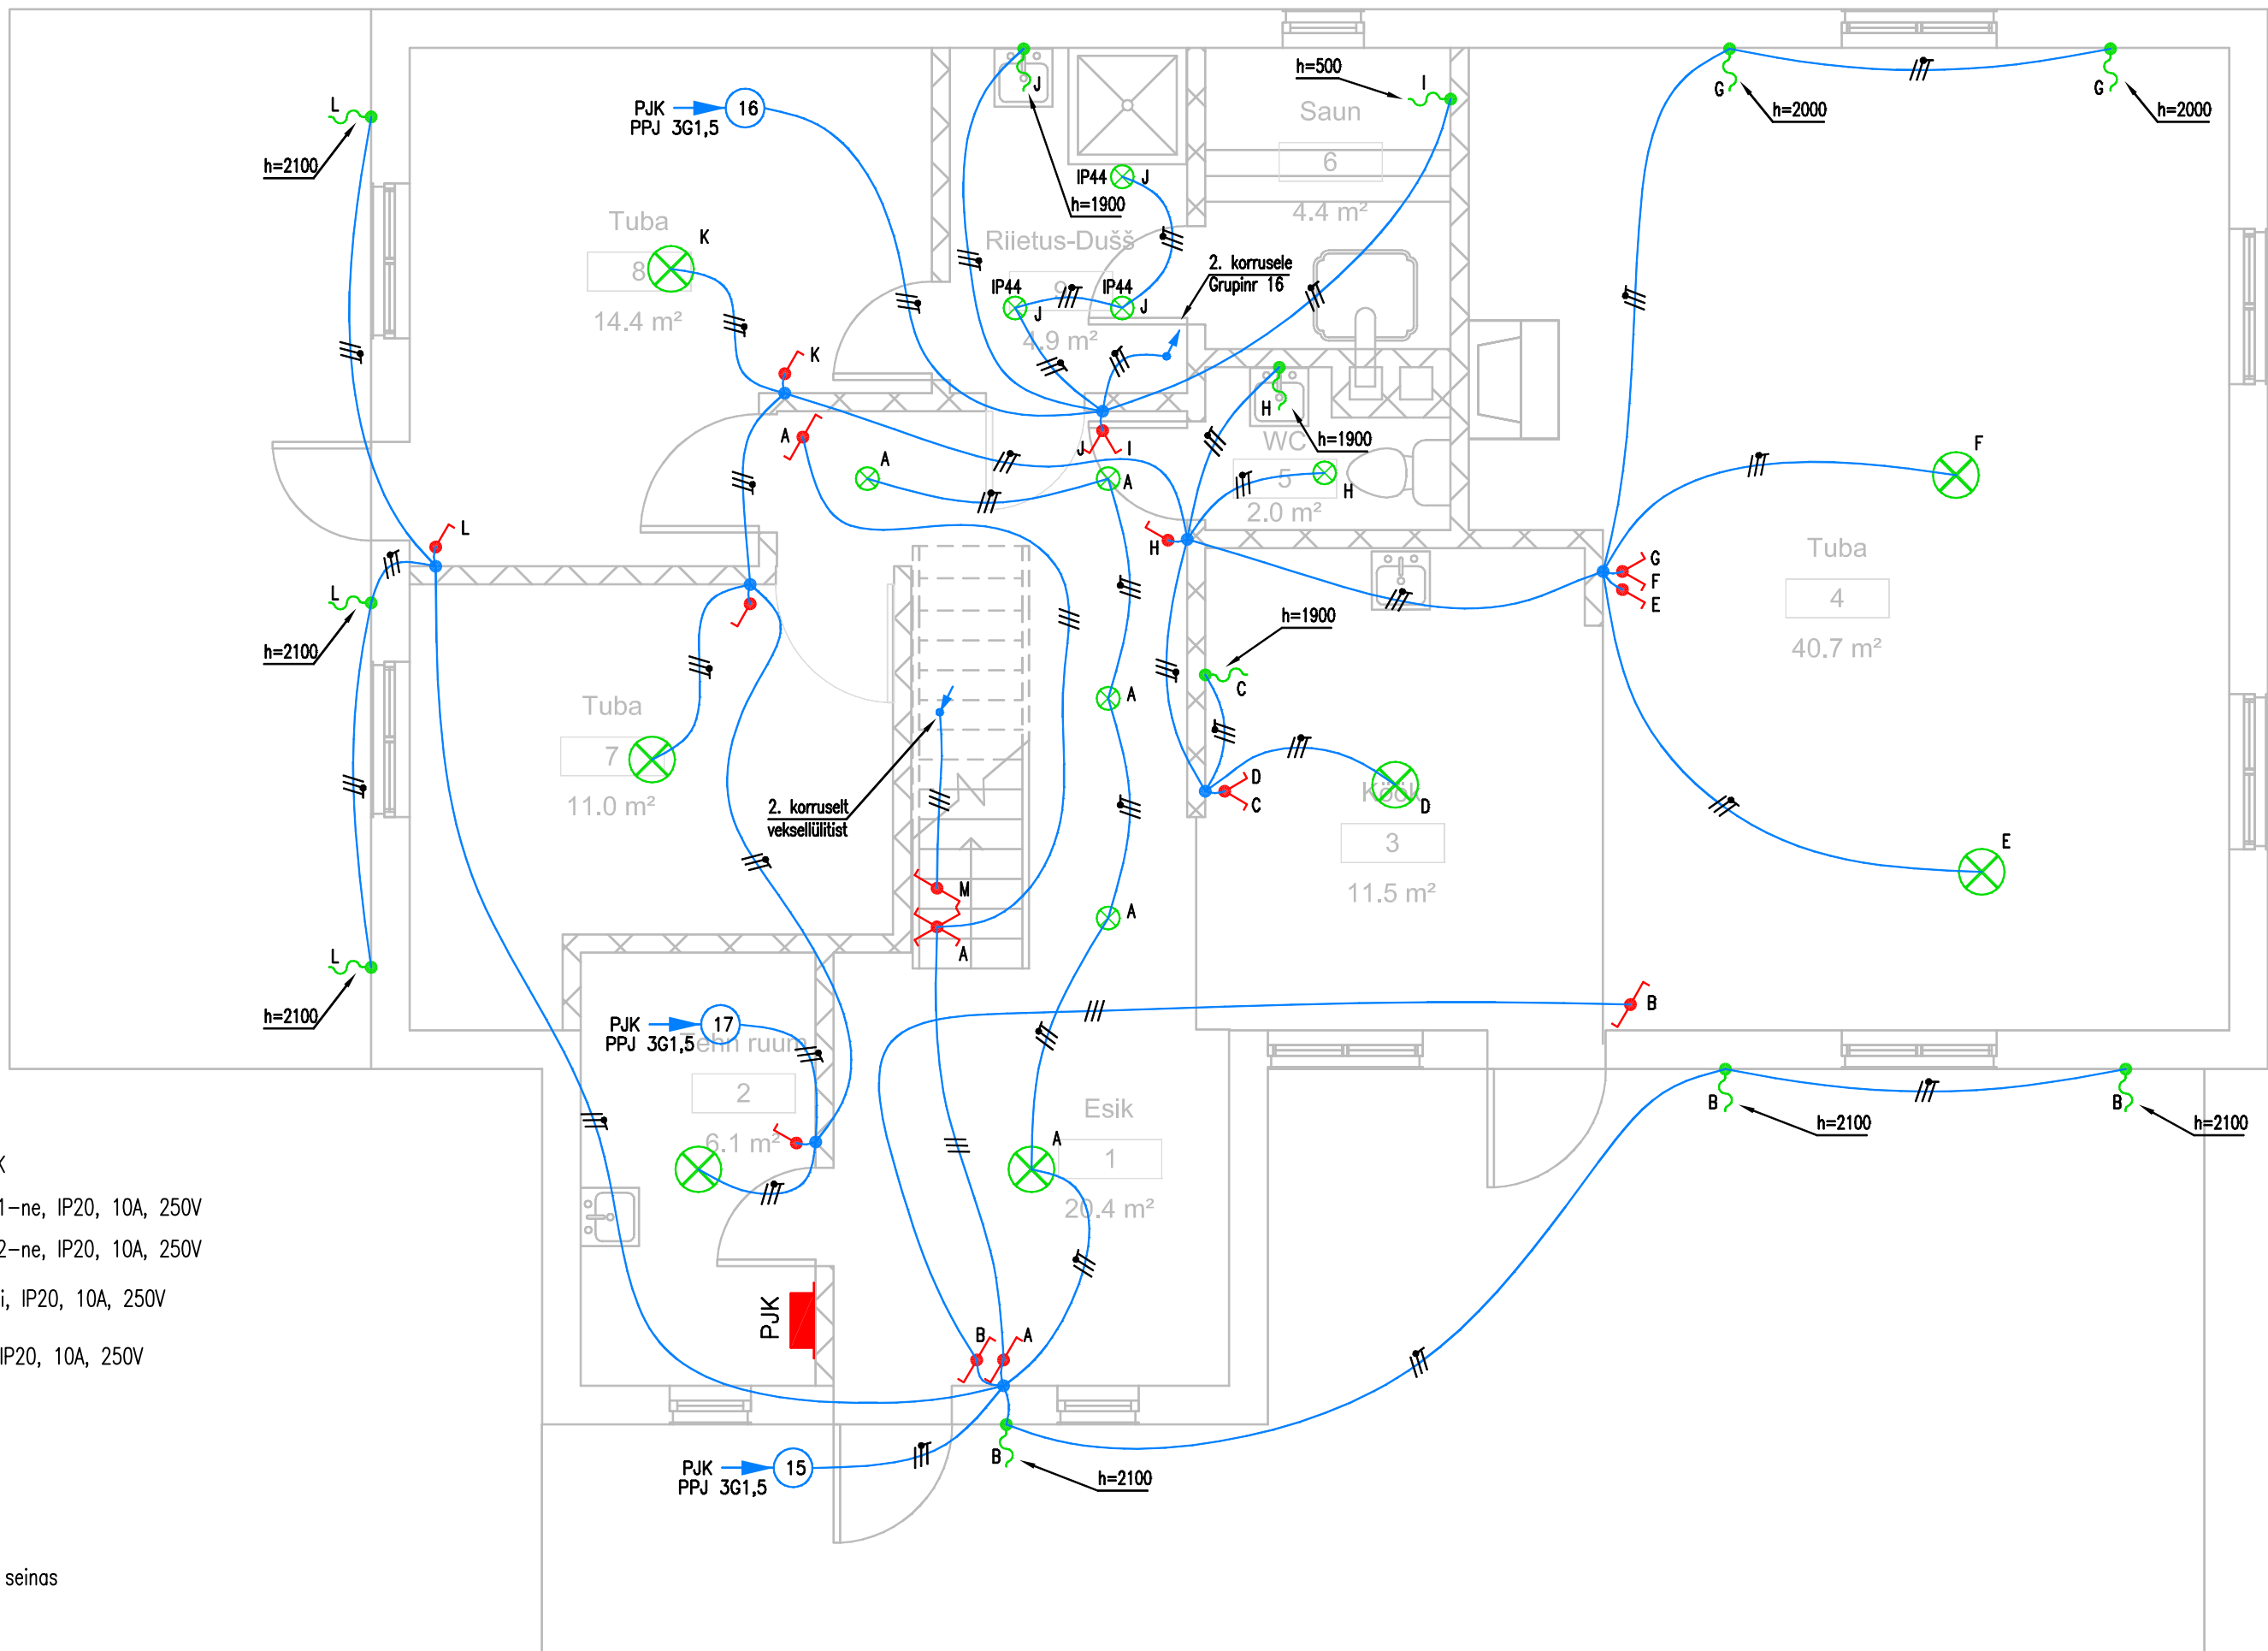 L
h=2100
PJK
PPJ 3G1,5
16
J
h=1900
h=500
I
Saun
6
4.4 m²
G
h=2000
G
h=2000
IP44
J
Tuba
8
14.4 m²
K
Riietus-Dušš
9
4.9 m²
IP44
J
IP44
J
2. korrusele
Grupinr 16
K
A
A
J
I
A
H
h=1900
WC
5
2.0 m²
H
F
L
H
Tuba
4
40.7 m²
G
F
E
L
h=2100
h=1900
C
Tuba
7
11.0 m²
A
D
C
Köök
3
11.5 m²
D
2. korruselt
veksellülitist
E
M
A
A
L
h=2100
PJK
PPJ 3G1,5
17
Tehn ruum
2
6.1 m²
B
Esik
1
20.4 m²
A
B
h=2100
B
h=2100
K
1-ne, IP20, 10A, 250V
2-ne, IP20, 10A, 250V
i, IP20, 10A, 250V
IP20, 10A, 250V
PJK
B
A
PJK
PPJ 3G1,5
15
B
h=2100
seinas